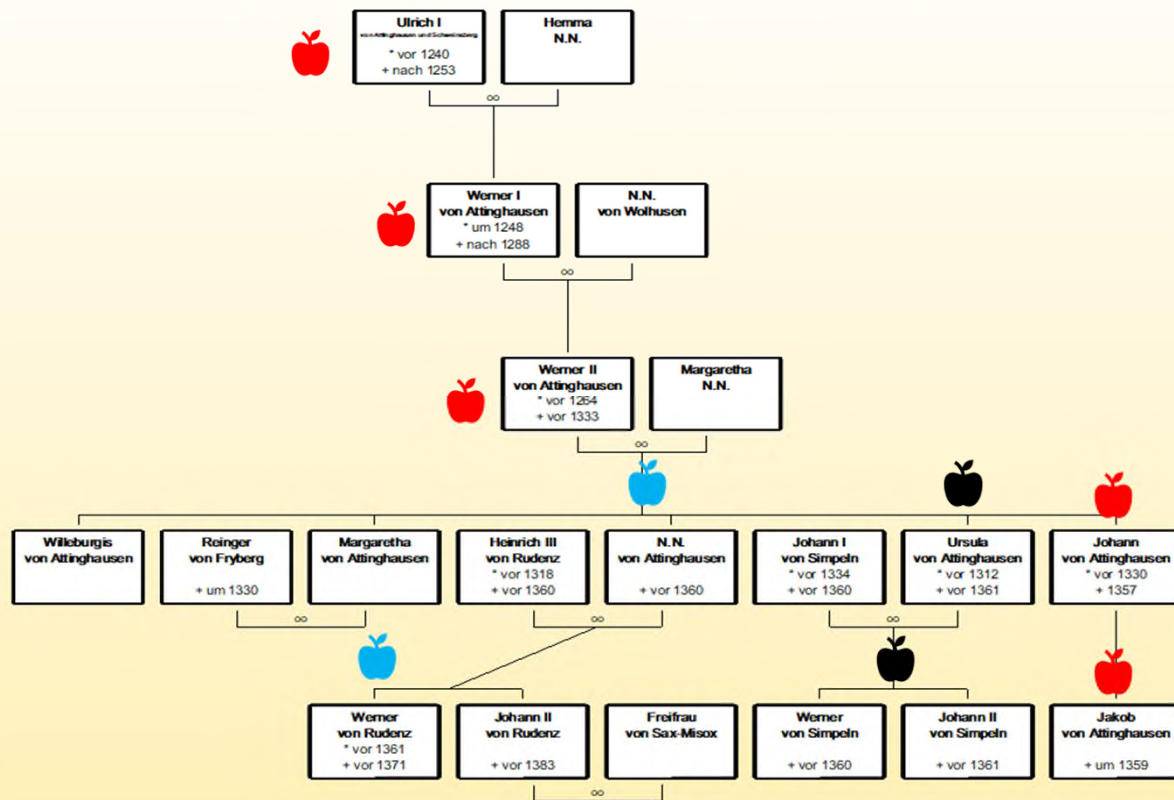 Ulrich I
von Attinghausen und Schweinsberg
* vor 1240
+ nach 1253
Hemma
N.N.
∞
Werner I
von Attinghausen
* um 1248
+ nach 1288
N.N.
von Wolhusen
∞
Werner II
von Attinghausen
* vor 1264
+ vor 1333
Margaretha
N.N.
∞
Willeburgis
von Attinghausen
Reinger
von Fryberg
+ um 1330
Margaretha
von Attinghausen
Heinrich III
von Rudenz
* vor 1318
+ vor 1360
N.N.
von Attinghausen
+ vor 1360
Johann I
von Simpeln
* vor 1334
+ vor 1360
Ursula
von Attinghausen
* vor 1312
+ vor 1361
Johann
von Attinghausen
* vor 1330
+ 1357
∞
∞
∞
Werner
von Rudenz
* vor 1361
+ vor 1371
Johann II
von Rudenz
+ vor 1383
Freifrau
von Sax-Misox
Werner
von Simpeln
+ vor 1360
Johann II
von Simpeln
+ vor 1361
Jakob
von Attinghausen
+ um 1359
∞